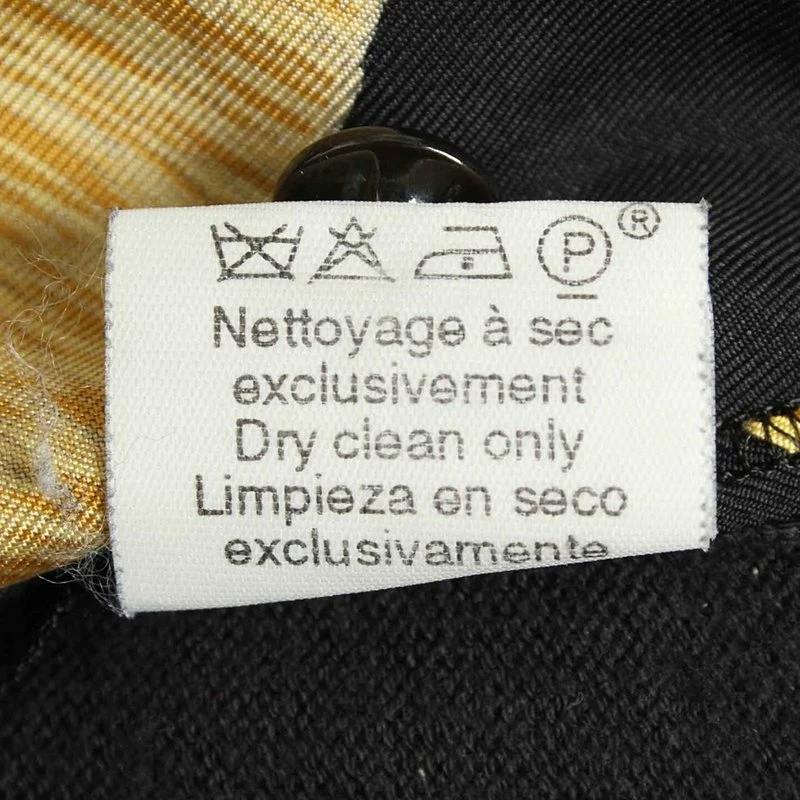 P ®
Nettoyage à sec
exclusivement
Dry clean only
Limpieza en seco
exclusivamente